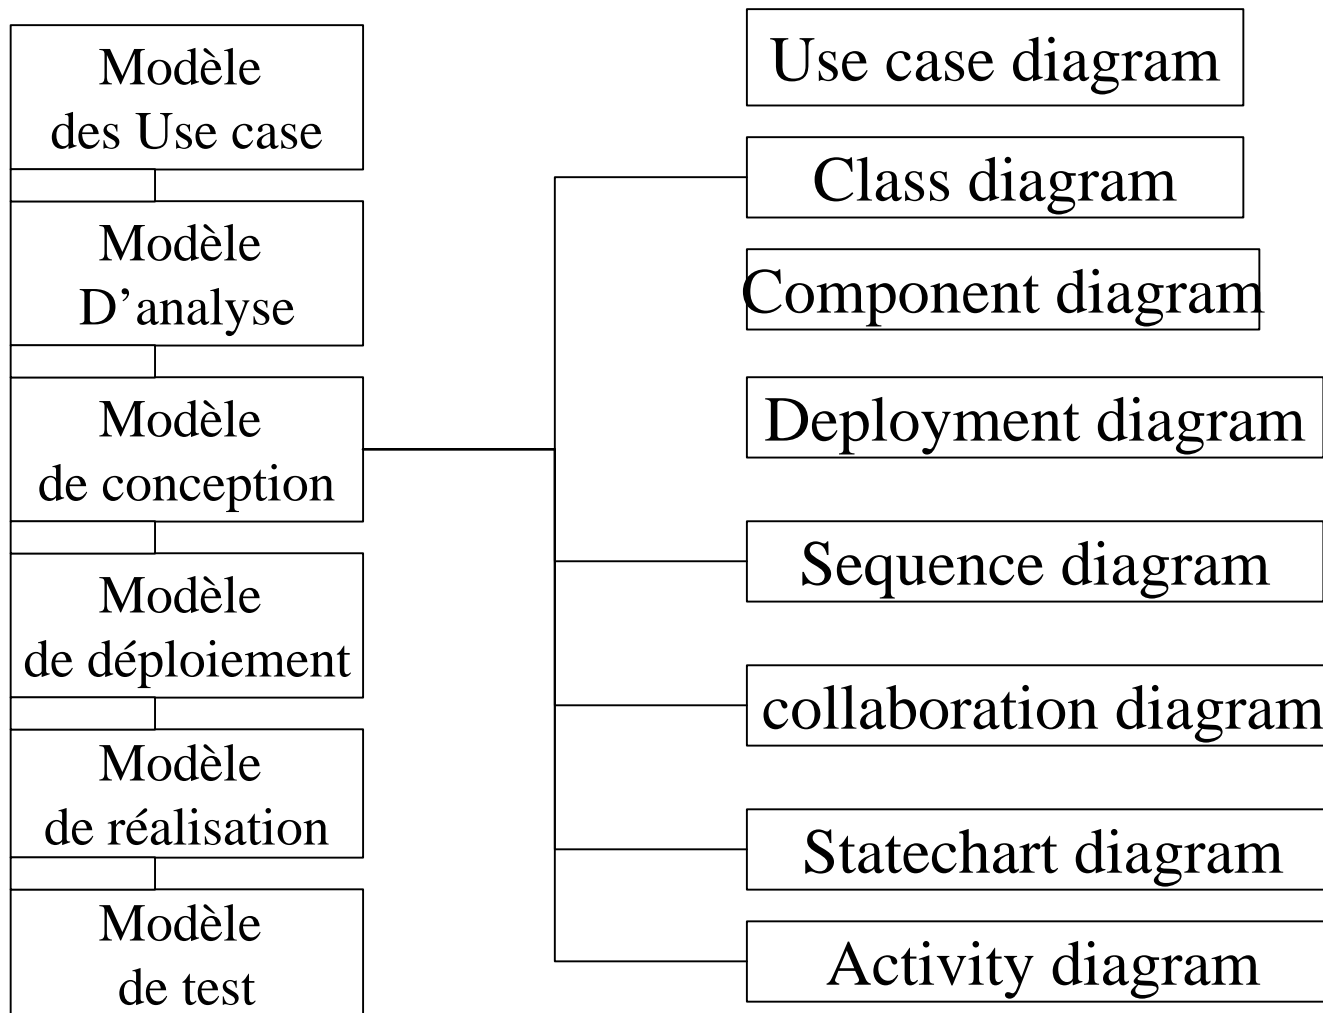 Modèle
des Use case
Modèle
D’analyse
Modèle
de conception
Modèle
de déploiement
Modèle
de réalisation
Modèle
de test
Use case diagram
Class diagram
Component diagram
Deployment diagram
Sequence diagram
collaboration diagram
Statechart diagram
Activity diagram